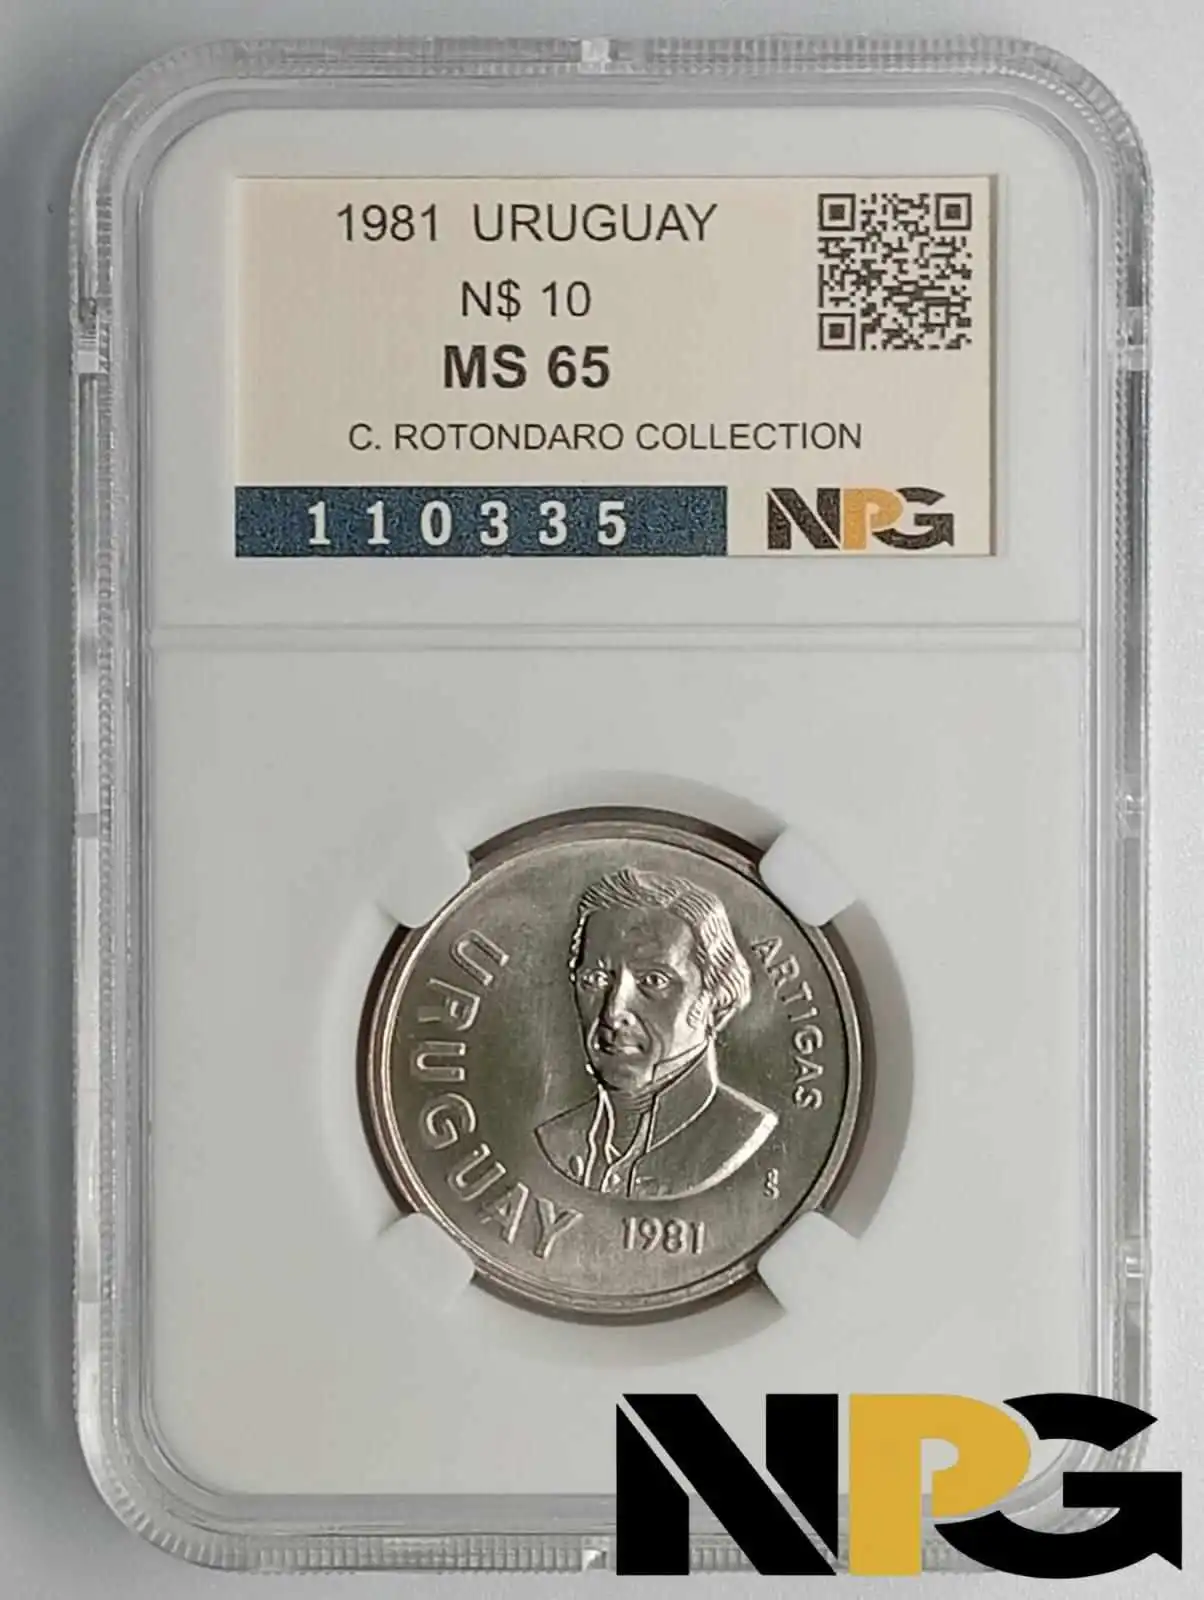 1981 URUGUAY
N$ 10
MS 65
C. ROTONDARO COLLECTION
110335
NPG
URUGUAY
ARTIGAS
1981
NPG